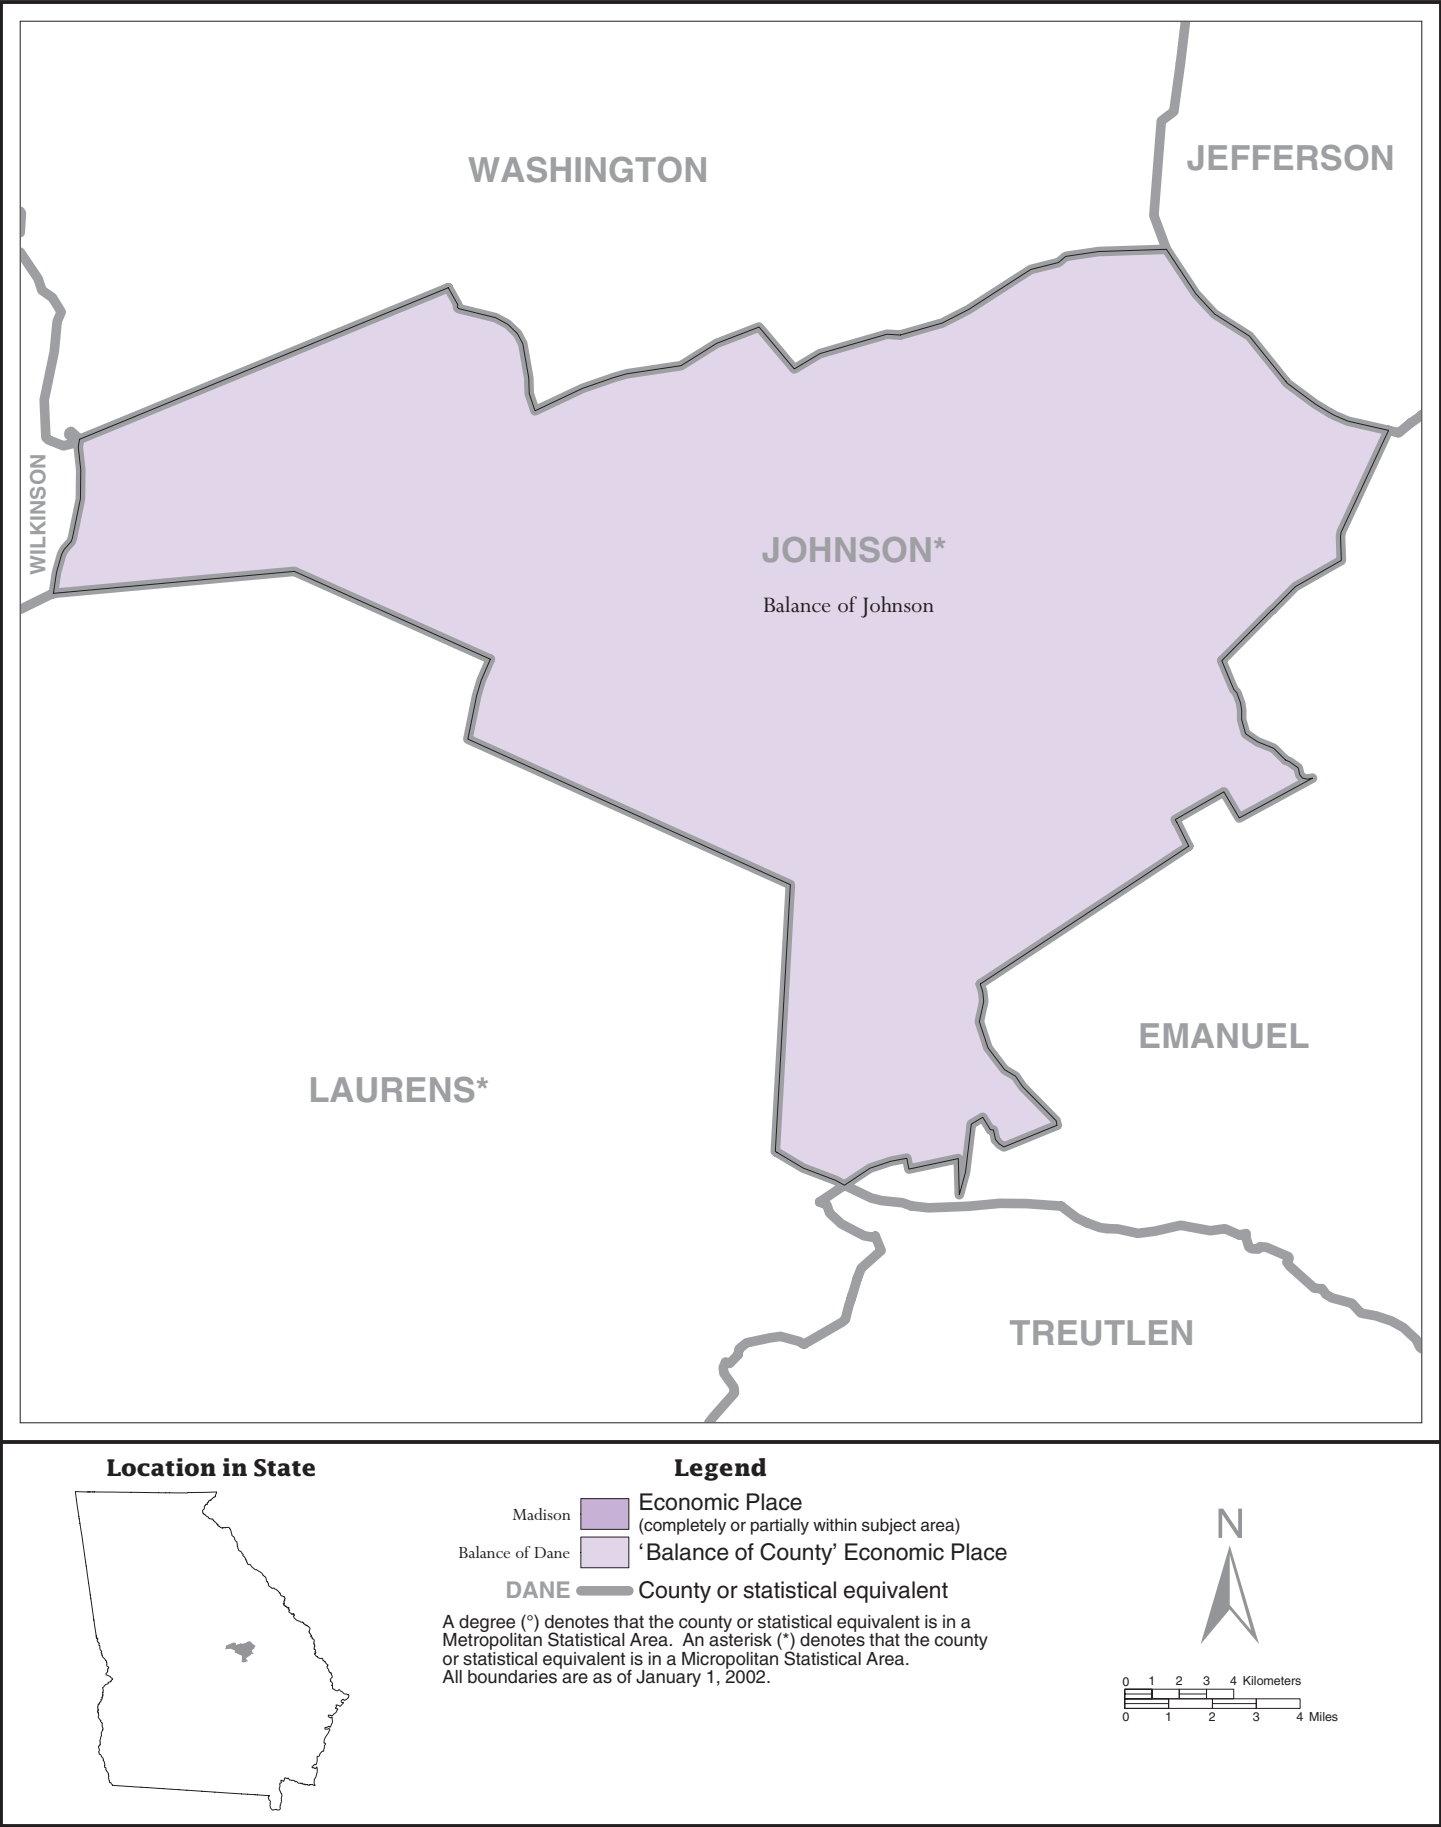 WASHINGTON
JEFFERSON
WILKINSON
JOHNSON*
Balance of Johnson
EMANUEL
LAURENS*
TREUTLEN
Location in State
Legend
Madison
Economic Place
(completely or partially within subject area)
Balance of Dane
‘Balance of County’ Economic Place
DANE
County or statistical equivalent
A degree (°) denotes that the county or statistical equivalent is in a
Metropolitan Statistical Area.  An asterisk (*) denotes that the county
or statistical equivalent is in a Micropolitan Statistical Area.
All boundaries are as of January 1, 2002.
N
0 1 2 3 4 Kilometers
0 1 2 3 4 Miles